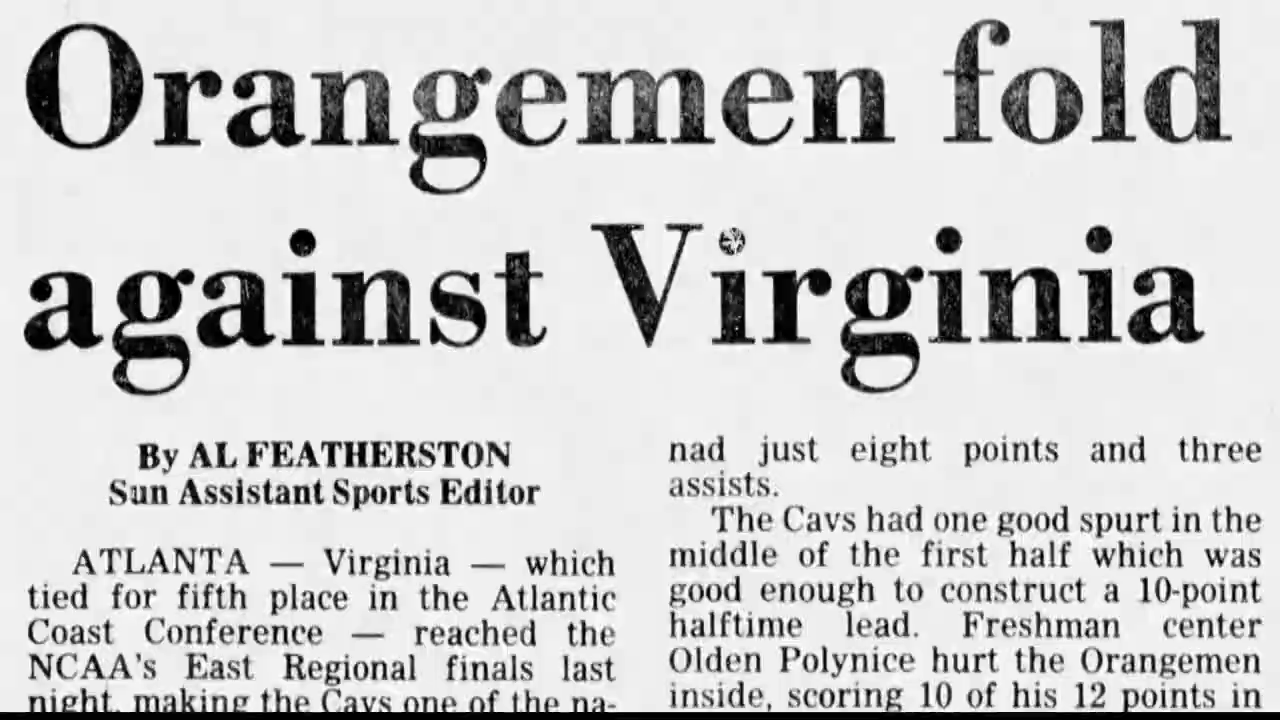 Orangemen fold
against Virginia
By AL FEATHERSTON
Sun Assistant Sports Editor
ATLANTA — Virginia — which
tied for fifth place in the Atlantic
Coast Conference — reached the
NCAA's East Regional finals last
night, making the Cavs one of the na-
nad just eight points and three
assists.
The Cavs had one good spurt in the
middle of the first half which was
good enough to construct a 10-point
halftime lead. Freshman center
Olden Polynice hurt the Orangemen
inside, scoring 10 of his 12 points in